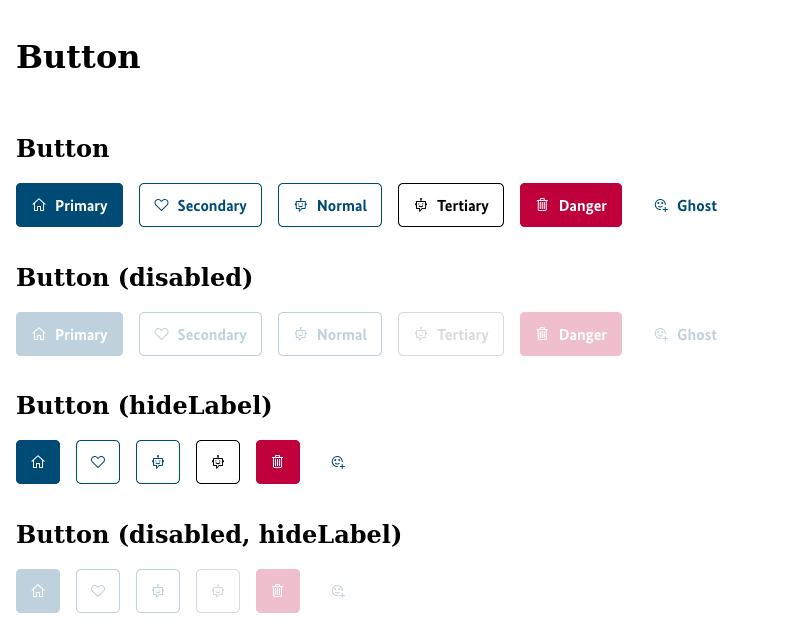 Button
Button
Primary Secondary Normal Tertiary Danger Ghost
Button (disabled)
Primary Secondary Normal Tertiary Danger Ghost
Button (hideLabel)
Button (disabled, hideLabel)